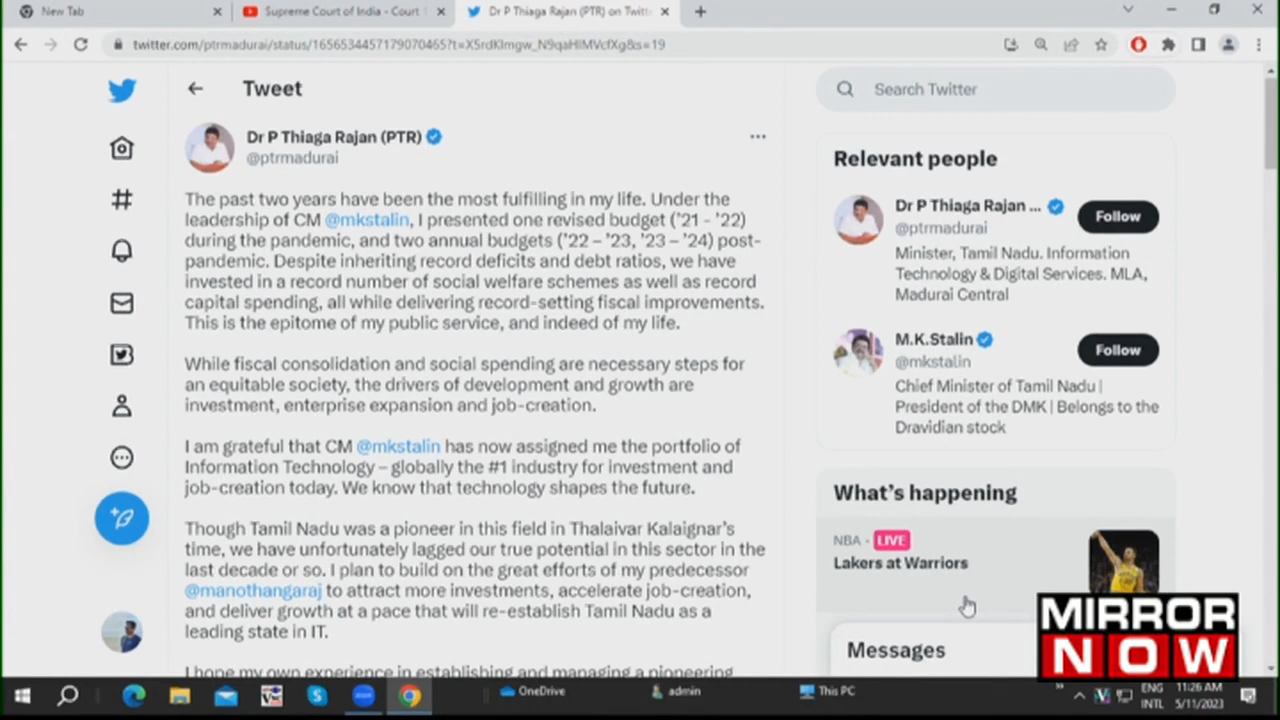 New Tab
Supreme Court of India - Court
Dr P Thiaga Rajan (PTR) on Twitt
twitter.com/ptrmadurai/status/1656534457179070465?t=X5rdKlmgw_N9qaHlMVcfXg&s=19
Tweet
Search Twitter
Dr P Thiaga Rajan (PTR)
@ptrmadurai
The past two years have been the most fulfilling in my life. Under the
leadership of CM @mkstalin, I presented one revised budget ('21 - '22)
during the pandemic, and two annual budgets ('22 – '23, '23 – '24) post-
pandemic. Despite inheriting record deficits and debt ratios, we have
invested in a record number of social welfare schemes as well as record
capital spending, all while delivering record-setting fiscal improvements.
This is the epitome of my public service, and indeed of my life.
While fiscal consolidation and social spending are necessary steps for
an equitable society, the drivers of development and growth are
investment, enterprise expansion and job-creation.
I am grateful that CM @mkstalin has now assigned me the portfolio of
Information Technology – globally the #1 industry for investment and
job-creation today. We know that technology shapes the future.
Though Tamil Nadu was a pioneer in this field in Thalaivar Kalaignar's
time, we have unfortunately lagged our true potential in this sector in the
last decade or so. I plan to build on the great efforts of my predecessor
@manothangaraj to attract more investments, accelerate job-creation,
and deliver growth at a pace that will re-establish Tamil Nadu as a
leading state in IT.
I hope my own experience in establishing and managing a pioneering
Relevant people
Dr P Thiaga Rajan ...
@ptrmadurai
Follow
Minister, Tamil Nadu. Information
Technology & Digital Services. MLA,
Madurai Central
M.K.Stalin
@mkstalin
Follow
Chief Minister of Tamil Nadu |
President of the DMK | Belongs to the
Dravidian stock
What's happening
NBA · LIVE
Lakers at Warriors
Messages
MIRROR
NOW
OneDrive
admin
This PC
ENG
INTL
11:26 AM
5/11/2023